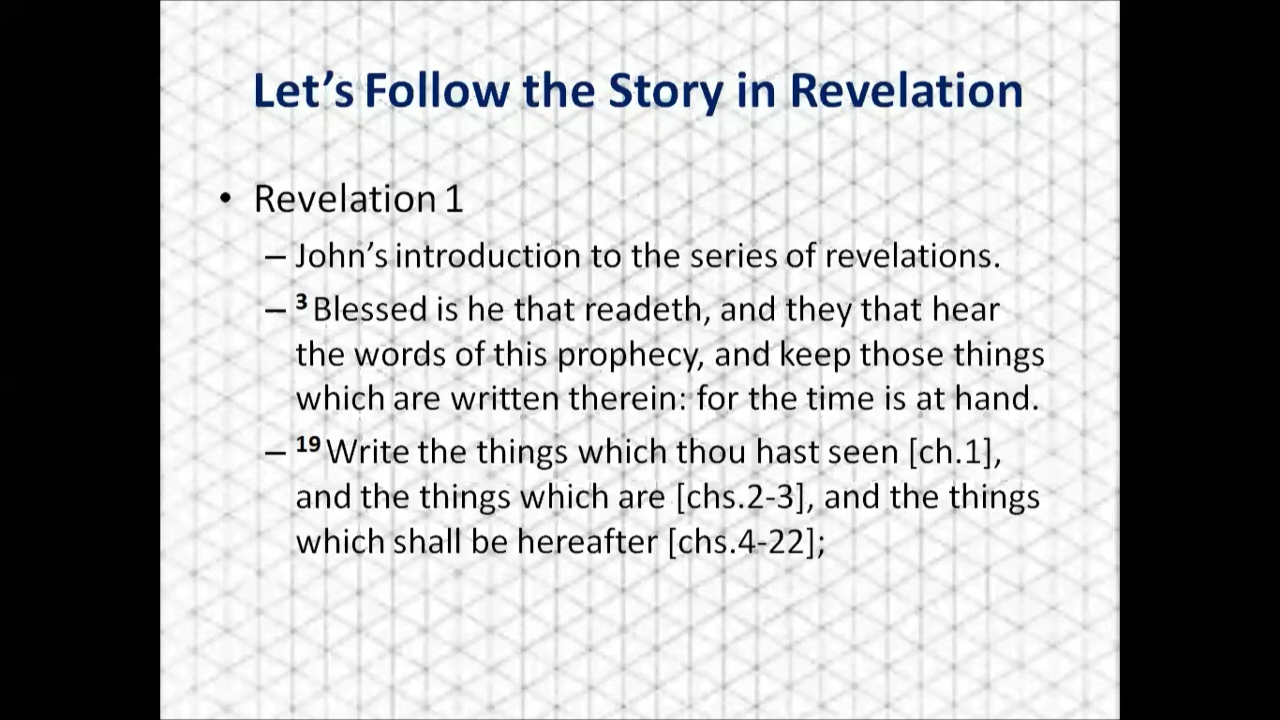 Let's Follow the Story in Revelation
• Revelation 1
– John's introduction to the series of revelations.
– 3 Blessed is he that readeth, and they that hear
the words of this prophecy, and keep those things
which are written therein: for the time is at hand.
– 19 Write the things which thou hast seen [ch.1],
and the things which are [chs.2-3], and the things
which shall be hereafter [chs.4-22];